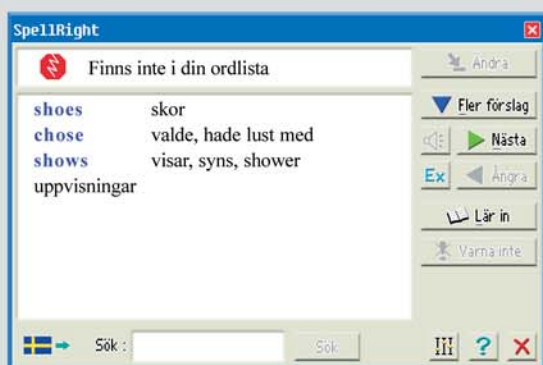 SpellRight
Finns inte i din ordlista
Ändra
shoes skor
chose valde, hade lust med
shows visar, syns, shower
uppvisningar
Fler förslag
Nästa
Ex Ångra
Lär in
Varna inte
Sök : Sök
?